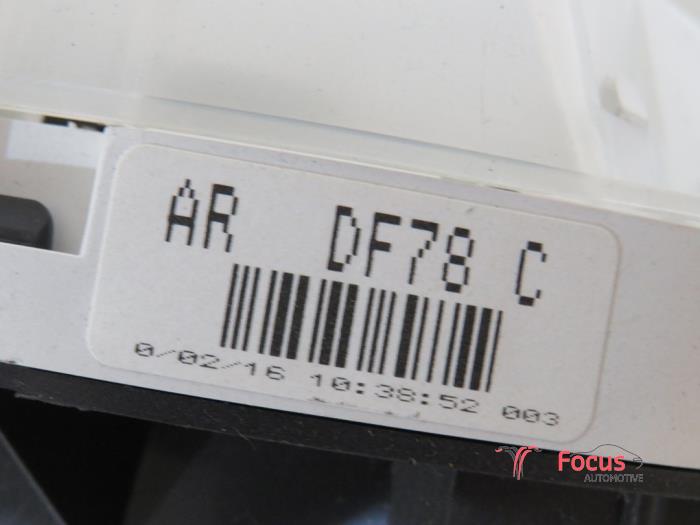 AR DF78 C
0/02/16 10:38:52 003
Focus
AUTOMOTIVE